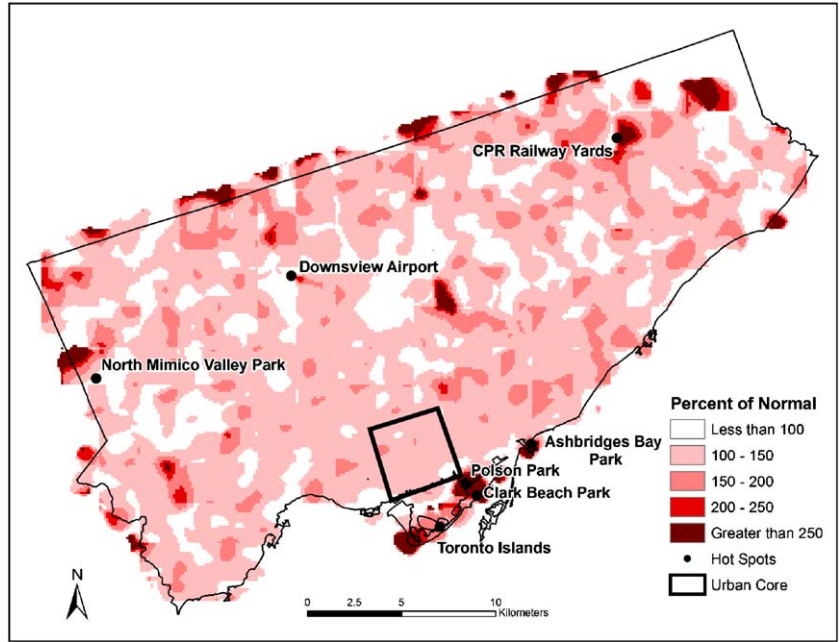 CPR Railway Yards
Downsview Airport
North Mimico Valley Park
Ashbridges Bay
Park
Polson Park
Clark Beach Park
Toronto Islands
Percent of Normal
Less than 100
100 - 150
150 - 200
200 - 250
Greater than 250
Hot Spots
Urban Core
N
0 2.5 5 10
Kilometers